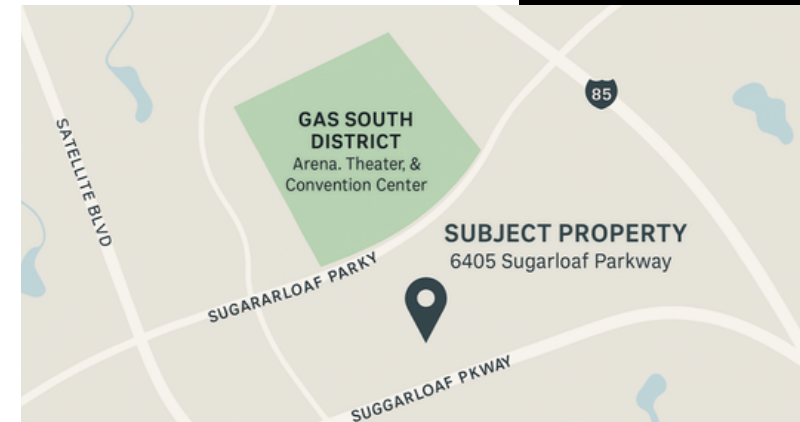 GAS SOUTH
DISTRICT
Arena. Theater, &
Convention Center
85
SATELLITE BLVD
SUBJECT PROPERTY
6405 Sugarloaf Parkway
SUGARARLOAF PARKY
SUGGARLOAF PKWAY